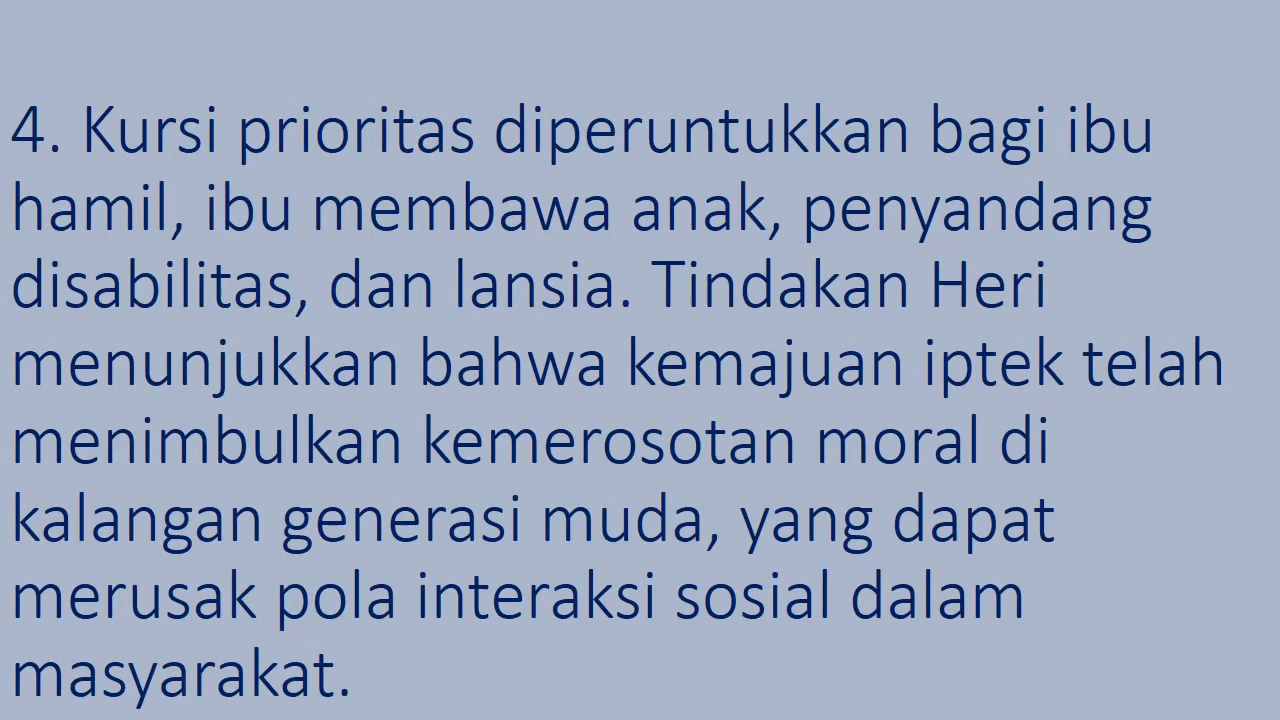 4. Kursi prioritas diperuntukkan bagi ibu
hamil, ibu membawa anak, penyandang
disabilitas, dan lansia. Tindakan Heri
menunjukkan bahwa kemajuan iptek telah
menimbulkan kemerosotan moral di
kalangan generasi muda, yang dapat
merusak pola interaksi sosial dalam
masyarakat.